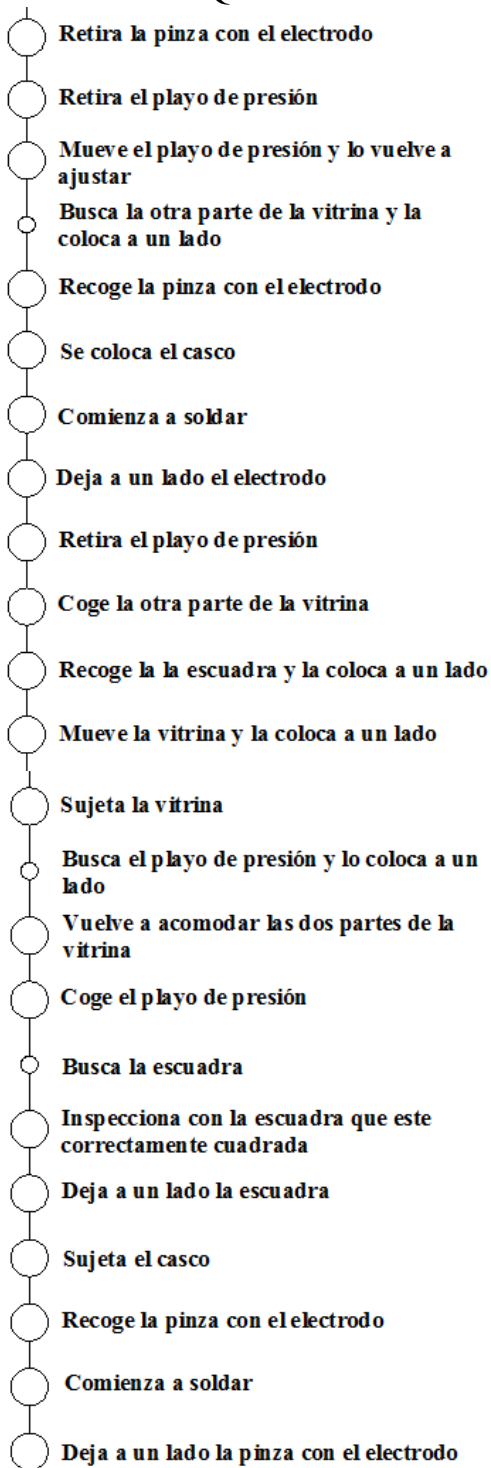 Retira la pinza con el electrodo
Retira el playo de presión
Mueve el playo de presión y lo vuelve a
ajustar
Busca la otra parte de la vitrina y la
coloca a un lado
Recoge la pinza con el electrodo
Se coloca el casco
Comienza a soldar
Deja a un lado el electrodo
Retira el playo de presión
Coge la otra parte de la vitrina
Recoge la la escuadra y la coloca a un lado
Mueve la vitrina y la coloca a un lado
Sujeta la vitrina
Busca el playo de presión y lo coloca a un
lado
Vuelve a acomodar las dos partes de la
vitrina
Coge el playo de presión
Busca la escuadra
Inspecciona con la escuadra que este
correctamente cuadrada
Deja a un lado la escuadra
Sujeta el casco
Recoge la pinza con el electrodo
Comienza a soldar
Deja a un lado la pinza con el electrodo